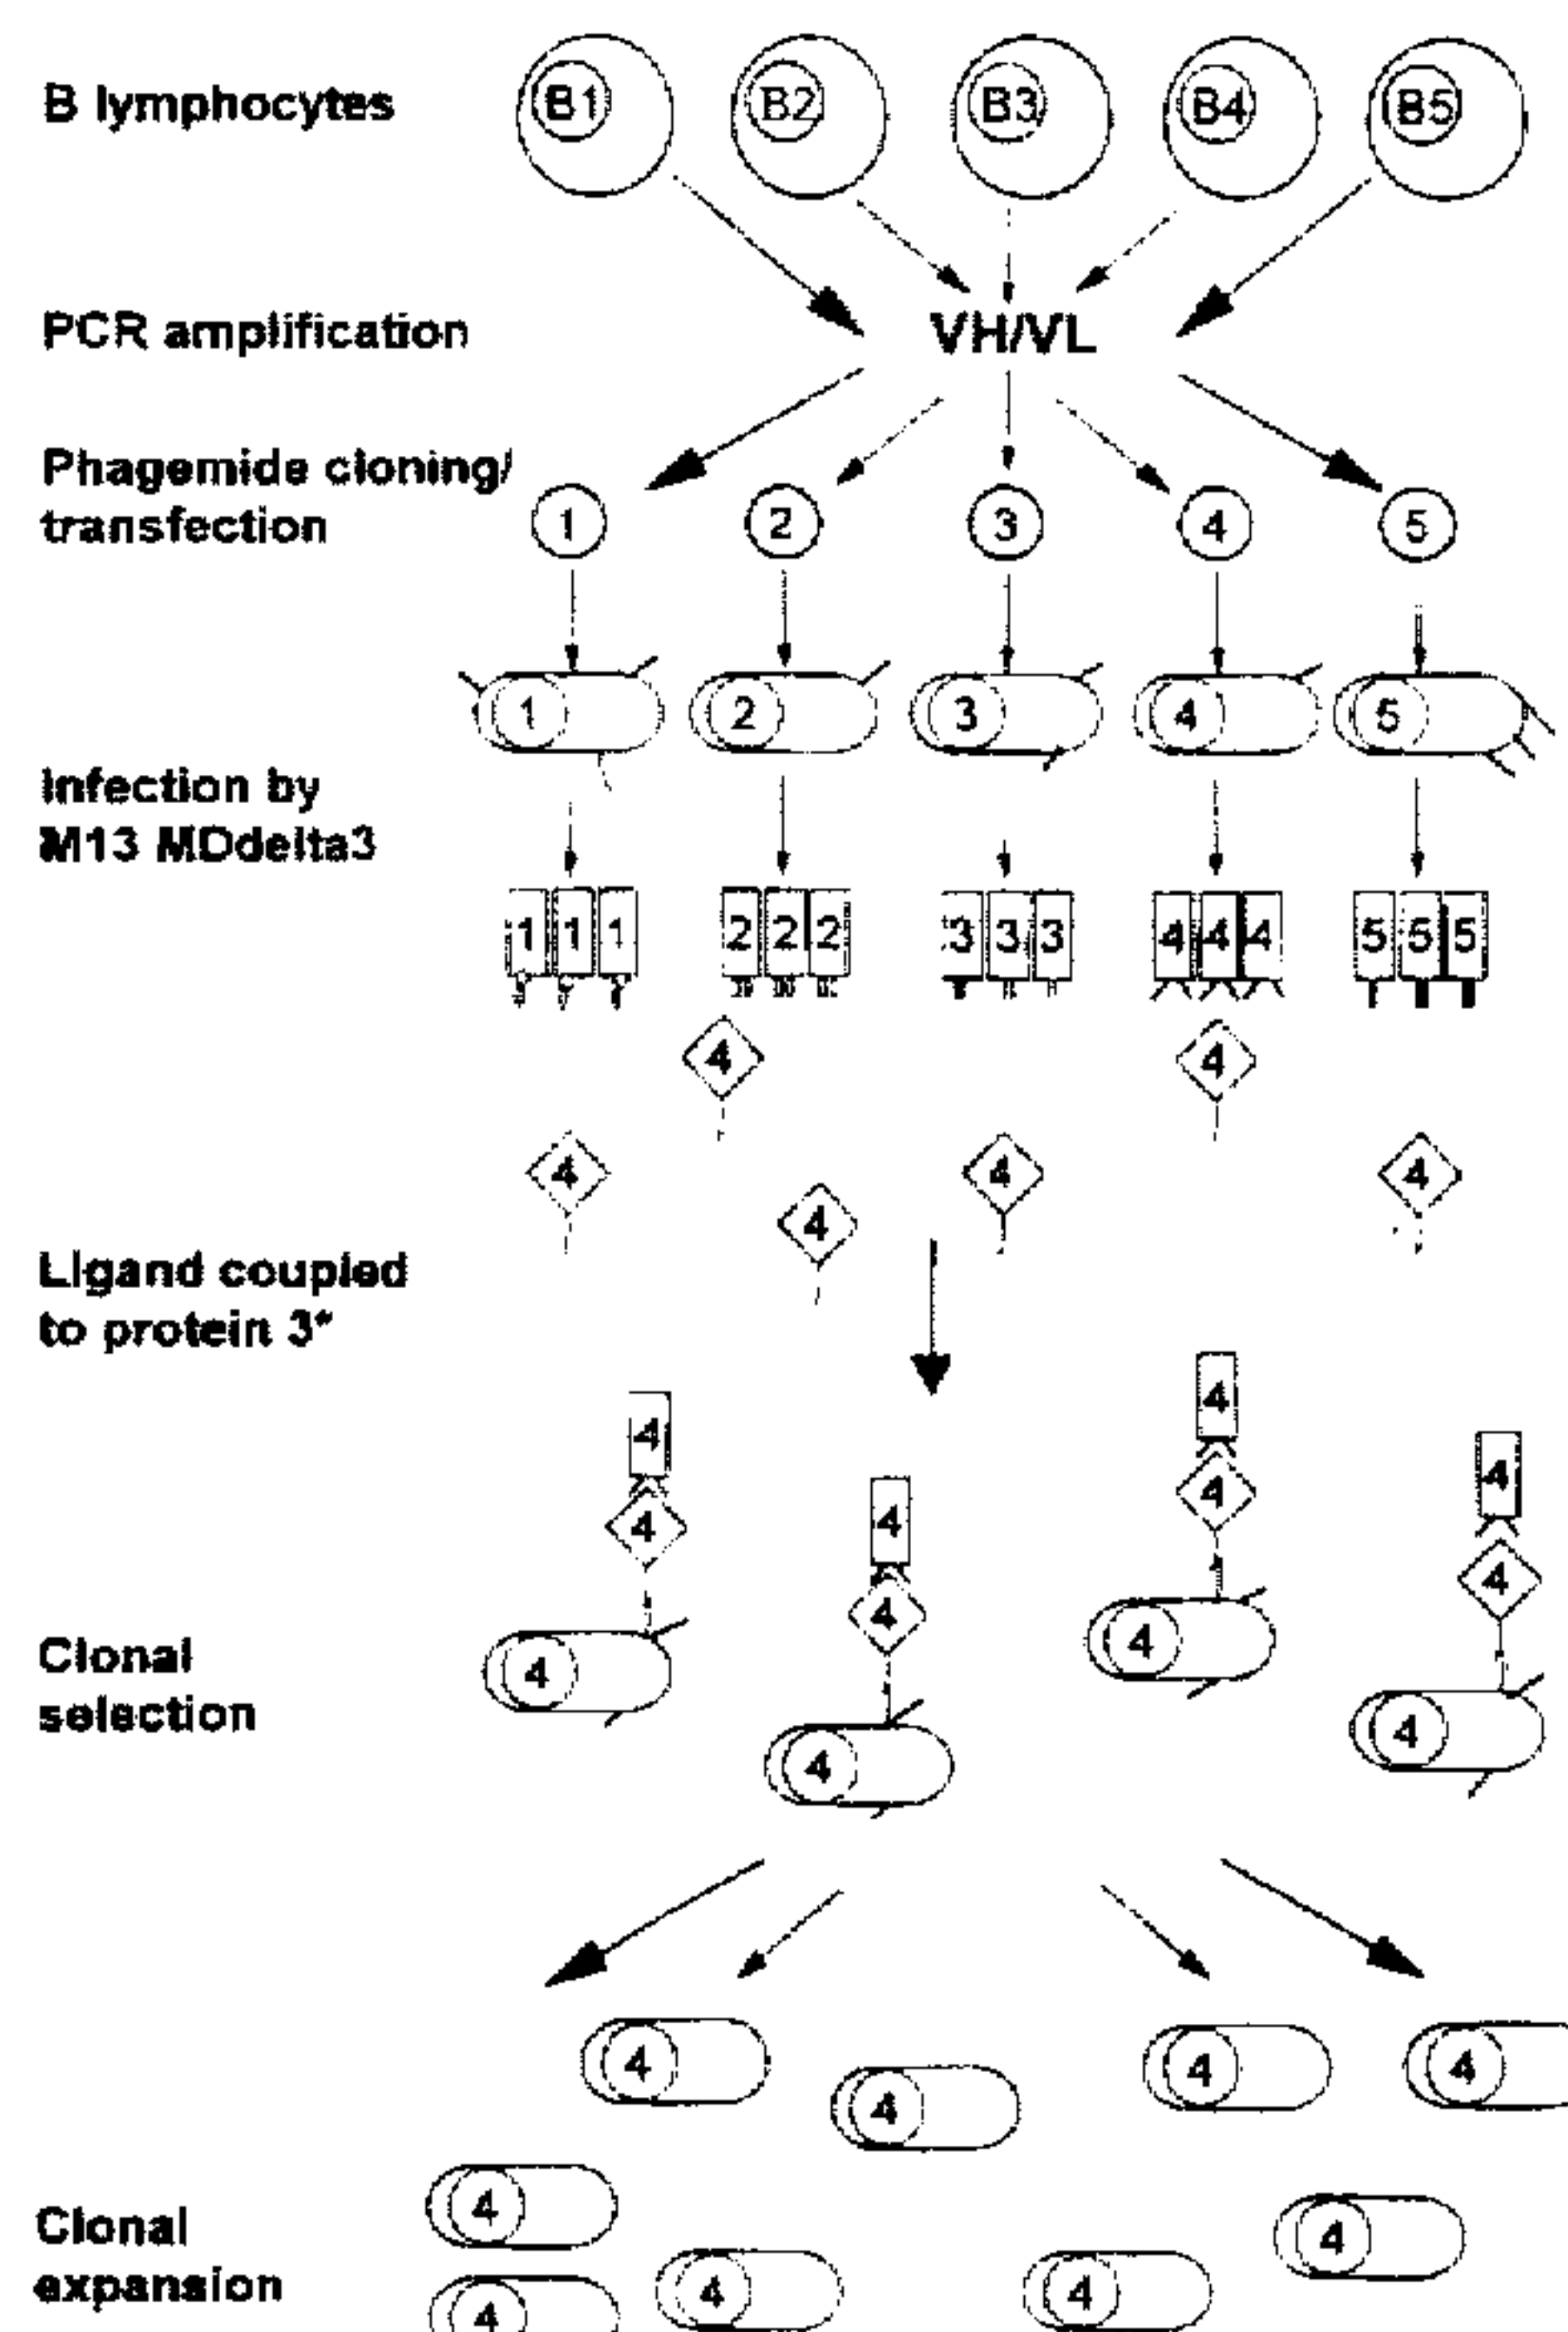 B lymphocytes
B1 B2 B3 B4 B5
PCR amplification
VH/VL
Phagemide cloning/
transfection
1 2 3 4 5
1 2 3 4 5
Infection by
M13 MDdelta3
1 1 1 2 2 2 3 3 3 4 4 4 5 5 5
4 4
4 4 4
4
Ligand coupled
to protein 3*
4 4 4 4
4 4 4 4
Clonal
selection
4 4 4 4
4 4 4 4
4 4
Clonal
expansion
4 4 4